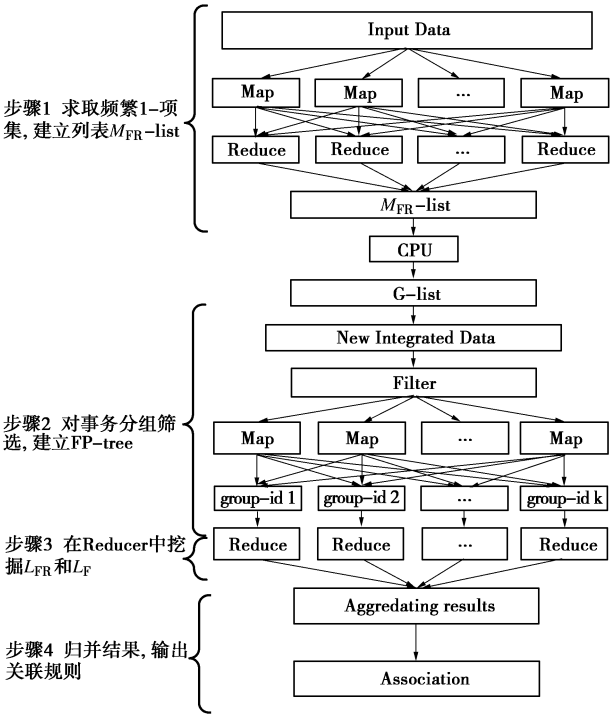 Input Data
Map Map ... Map
步骤1 求取频繁1-项
集,建立列表MFR-list
Reduce Reduce ... Reduce
MFR-list
CPU
G-list
New Integrated Data
Filter
步骤2 对事务分组筛
选,建立FP-tree
Map Map ... Map
group-id 1 group-id 2 ... group-id k
步骤3 在Reducer中挖
掘LFR和LF
Reduce Reduce ... Reduce
Aggredating results
步骤4 归并结果,输出
关联规则
Association